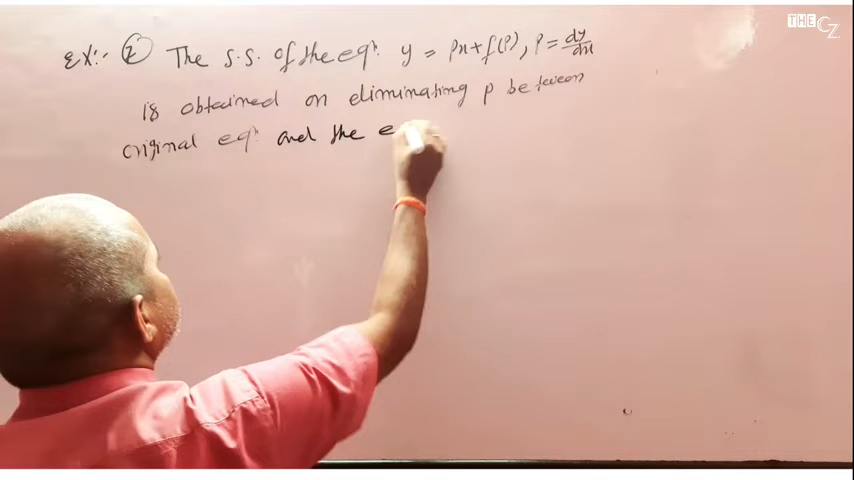 THE CZ
Ex:- (2) The S.S. of the eqn. y = px + f(p), p = dy/dx
is obtained on eliminating p between
original eqn. and the e